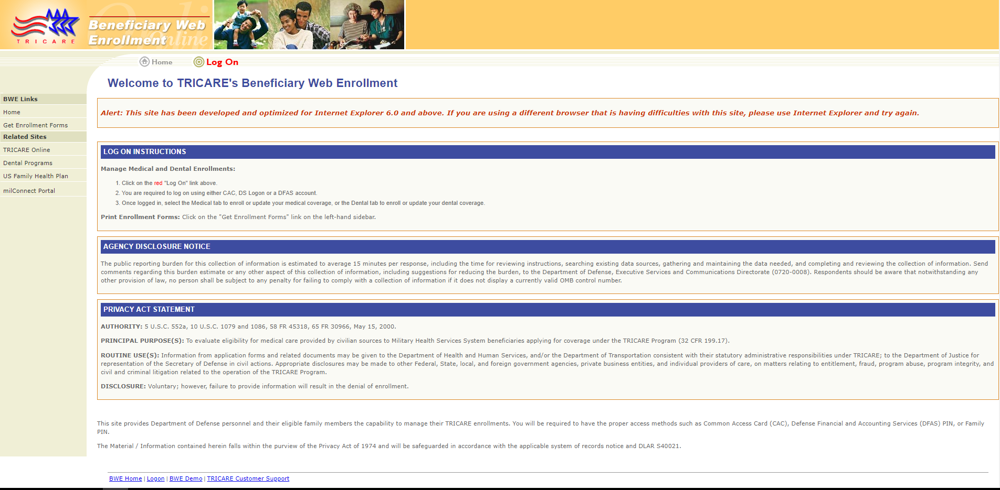 TRICARE
Beneficiary Web
Enrollment
Online
Online
Home
Log On
Welcome to TRICARE's Beneficiary Web Enrollment
BWE Links
Home
Get Enrollment Forms
Related Sites
TRICARE Online
Dental Programs
US Family Health Plan
milConnect Portal
Alert: This site has been developed and optimized for Internet Explorer 6.0 and above. If you are using a different browser that is having difficulties with this site, please use Internet Explorer and try again.
LOG ON INSTRUCTIONS
Manage Medical and Dental Enrollments:
1. Click on the red "Log On" link above.
2. You are required to log on using either CAC, DS Logon or a DFAS account.
3. Once logged in, select the Medical tab to enroll or update your medical coverage, or the Dental tab to enroll or update your dental coverage.
Print Enrollment Forms: Click on the "Get Enrollment Forms" link on the left-hand sidebar.
AGENCY DISCLOSURE NOTICE
The public reporting burden for this collection of information is estimated to average 15 minutes per response, including the time for reviewing instructions, searching existing data sources, gathering and maintaining the data needed, and completing and reviewing the collection of information. Send
comments regarding this burden estimate or any other aspect of this collection of information, including suggestions for reducing the burden, to the Department of Defense, Executive Services and Communications Directorate (0720-0008). Respondents should be aware that notwithstanding any
other provision of law, no person shall be subject to any penalty for failing to comply with a collection of information if it does not display a currently valid OMB control number.
PRIVACY ACT STATEMENT
AUTHORITY: 5 U.S.C. 552a, 10 U.S.C. 1079 and 1086, 58 FR 45318, 65 FR 30966, May 15, 2000.
PRINCIPAL PURPOSE(S): To evaluate eligibility for medical care provided by civilian sources to Military Health Services System beneficiaries applying for coverage under the TRICARE Program (32 CFR 199.17).
ROUTINE USE(S): Information from application forms and related documents may be given to the Department of Health and Human Services, and/or the Department of Transportation consistent with their statutory administrative responsibilities under TRICARE; to the Department of Justice for
representation of the Secretary of Defense in civil actions. Appropriate disclosures may be made to other Federal, State, local, and foreign government agencies, private business entities, and individual providers of care, on matters relating to entitlement, fraud, program abuse, program integrity, and
civil and criminal litigation related to the operation of the TRICARE Program.
DISCLOSURE: Voluntary; however, failure to provide information will result in the denial of enrollment.
This site provides Department of Defense personnel and their eligible family members the capability to manage their TRICARE enrollments. You will be required to have the proper access methods such as Common Access Card (CAC), Defense Financial and Accounting Services (DFAS) PIN, or Family
PIN.
The Material / Information contained herein falls within the purview of the Privacy Act of 1974 and will be safeguarded in accordance with the applicable system of records notice and DLAR S40021.
BWE Home | Logon | BWE Demo | TRICARE Customer Support